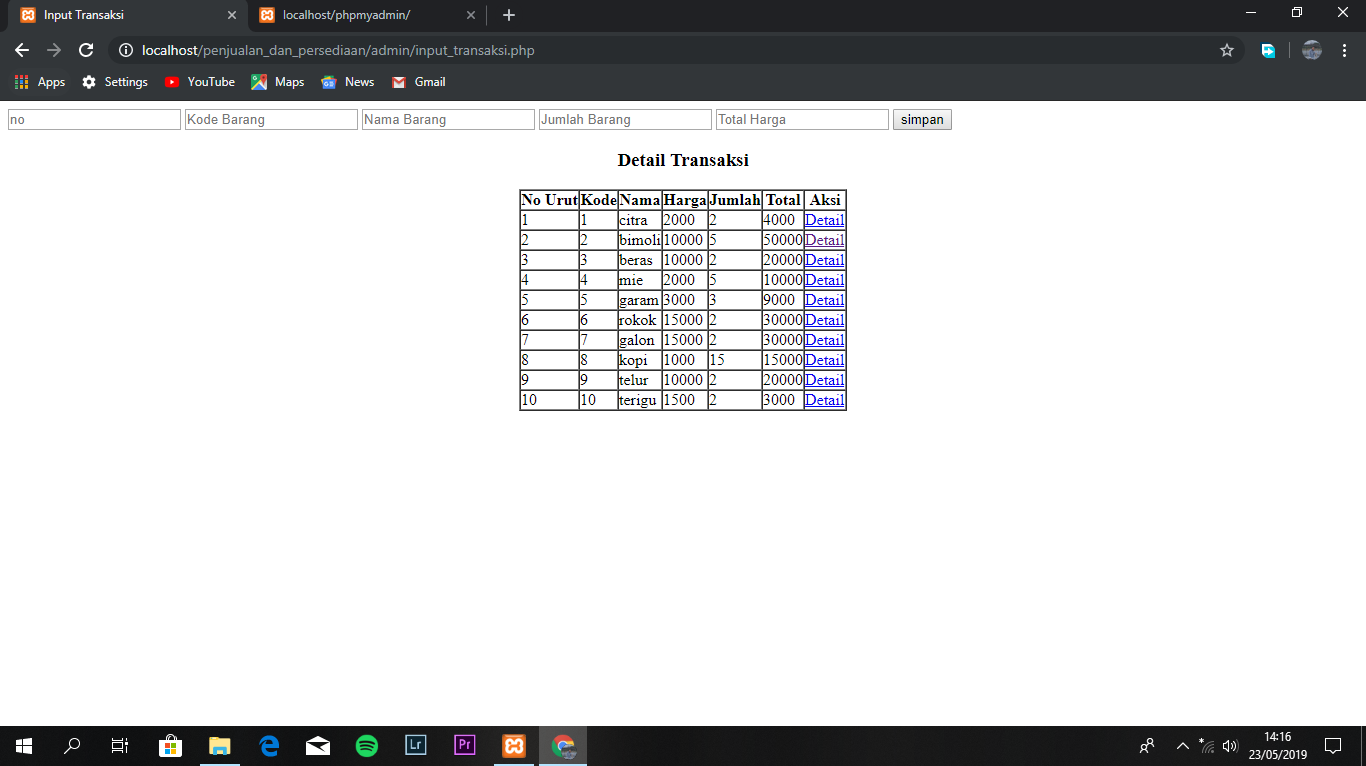 Input Transaksi
localhost/phpmyadmin/
localhost/penjualan_dan_persediaan/admin/input_transaksi.php
Apps Settings YouTube Maps News Gmail
no Kode Barang Nama Barang Jumlah Barang Total Harga simpan
Detail Transaksi
No Urut Kode Nama Harga Jumlah Total Aksi
1 1 citra 2000 2 4000 Detail
2 2 bimoli 10000 5 50000 Detail
3 3 beras 10000 2 20000 Detail
4 4 mie 2000 5 10000 Detail
5 5 garam 3000 3 9000 Detail
6 6 rokok 15000 2 30000 Detail
7 7 galon 15000 2 30000 Detail
8 8 kopi 1000 15 15000 Detail
9 9 telur 10000 2 20000 Detail
10 10 terigu 1500 2 3000 Detail
Lr Pr
14:16
23/05/2019